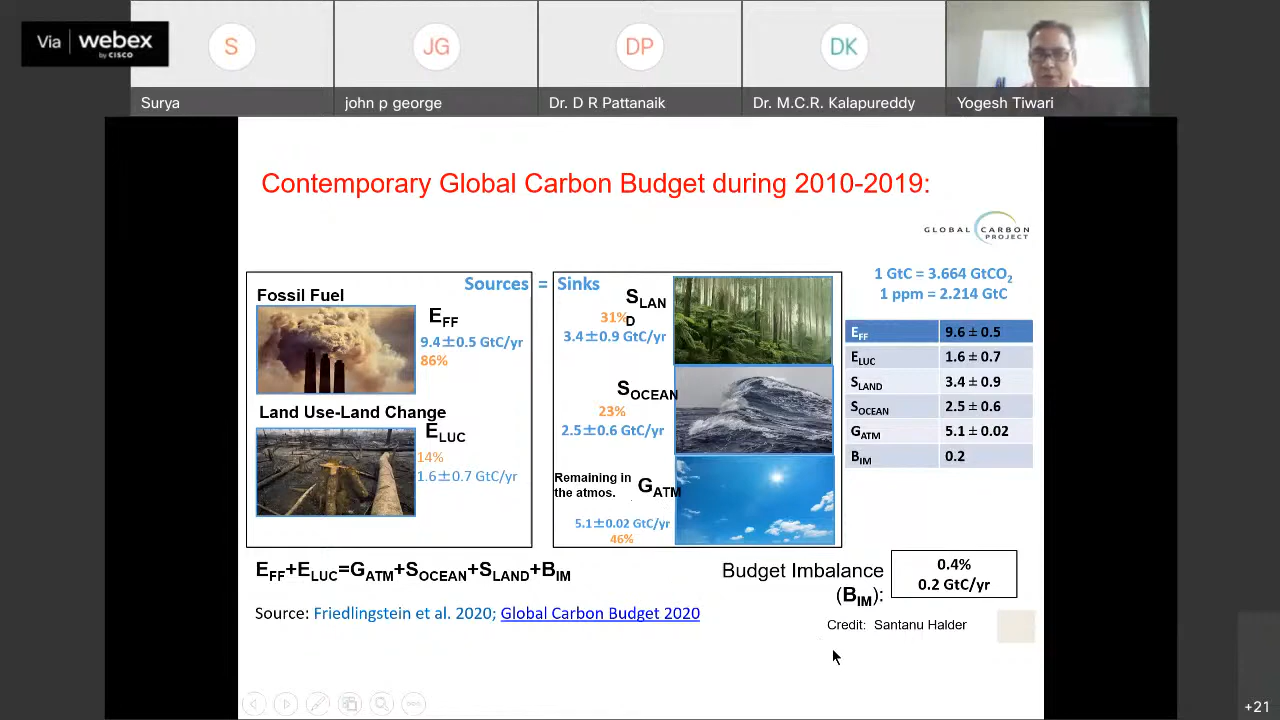 Via webex
by CISCO
S
JG
DP
DK
Surya
john p george
Dr. D R Pattanaik
Dr. M.C.R. Kalapureddy
Yogesh Tiwari
Contemporary Global Carbon Budget during 2010-2019:
GLOBAL CARBON
PROJECT
Sources = Sinks
Fossil Fuel
EFF
9.4±0.5 GtC/yr
86%
Land Use-Land Change
ELUC
14%
1.6±0.7 GtC/yr
SLAN
D
31%
3.4±0.9 GtC/yr
SOCEAN
23%
2.5±0.6 GtC/yr
Remaining in
the atmos.
GATM
5.1±0.02 GtC/yr
46%
1 GtC = 3.664 GtCO2
1 ppm = 2.214 GtC
EFF 9.6 ± 0.5
ELUC 1.6 ± 0.7
SLAND 3.4 ± 0.9
SOCEAN 2.5 ± 0.6
GATM 5.1 ± 0.02
BIM 0.2
EFF+ELUC=GATM+SOCEAN+SLAND+BIM
Budget Imbalance
(BIM):
0.4%
0.2 GtC/yr
Source: Friedlingstein et al. 2020; Global Carbon Budget 2020
Credit: Santanu Halder
+21